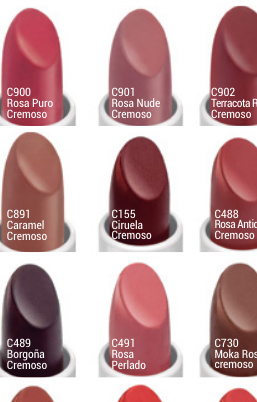 C900
Rosa Puro
Cremoso
C901
Rosa Nude
Cremoso
C902
Terracota R
Cremoso
C891
Caramel
Cremoso
C155
Ciruela
Cremoso
C488
Rosa Antic
Cremoso
C489
Borgoña
Cremoso
C491
Rosa
Perlado
C730
Moka Ros
cremoso